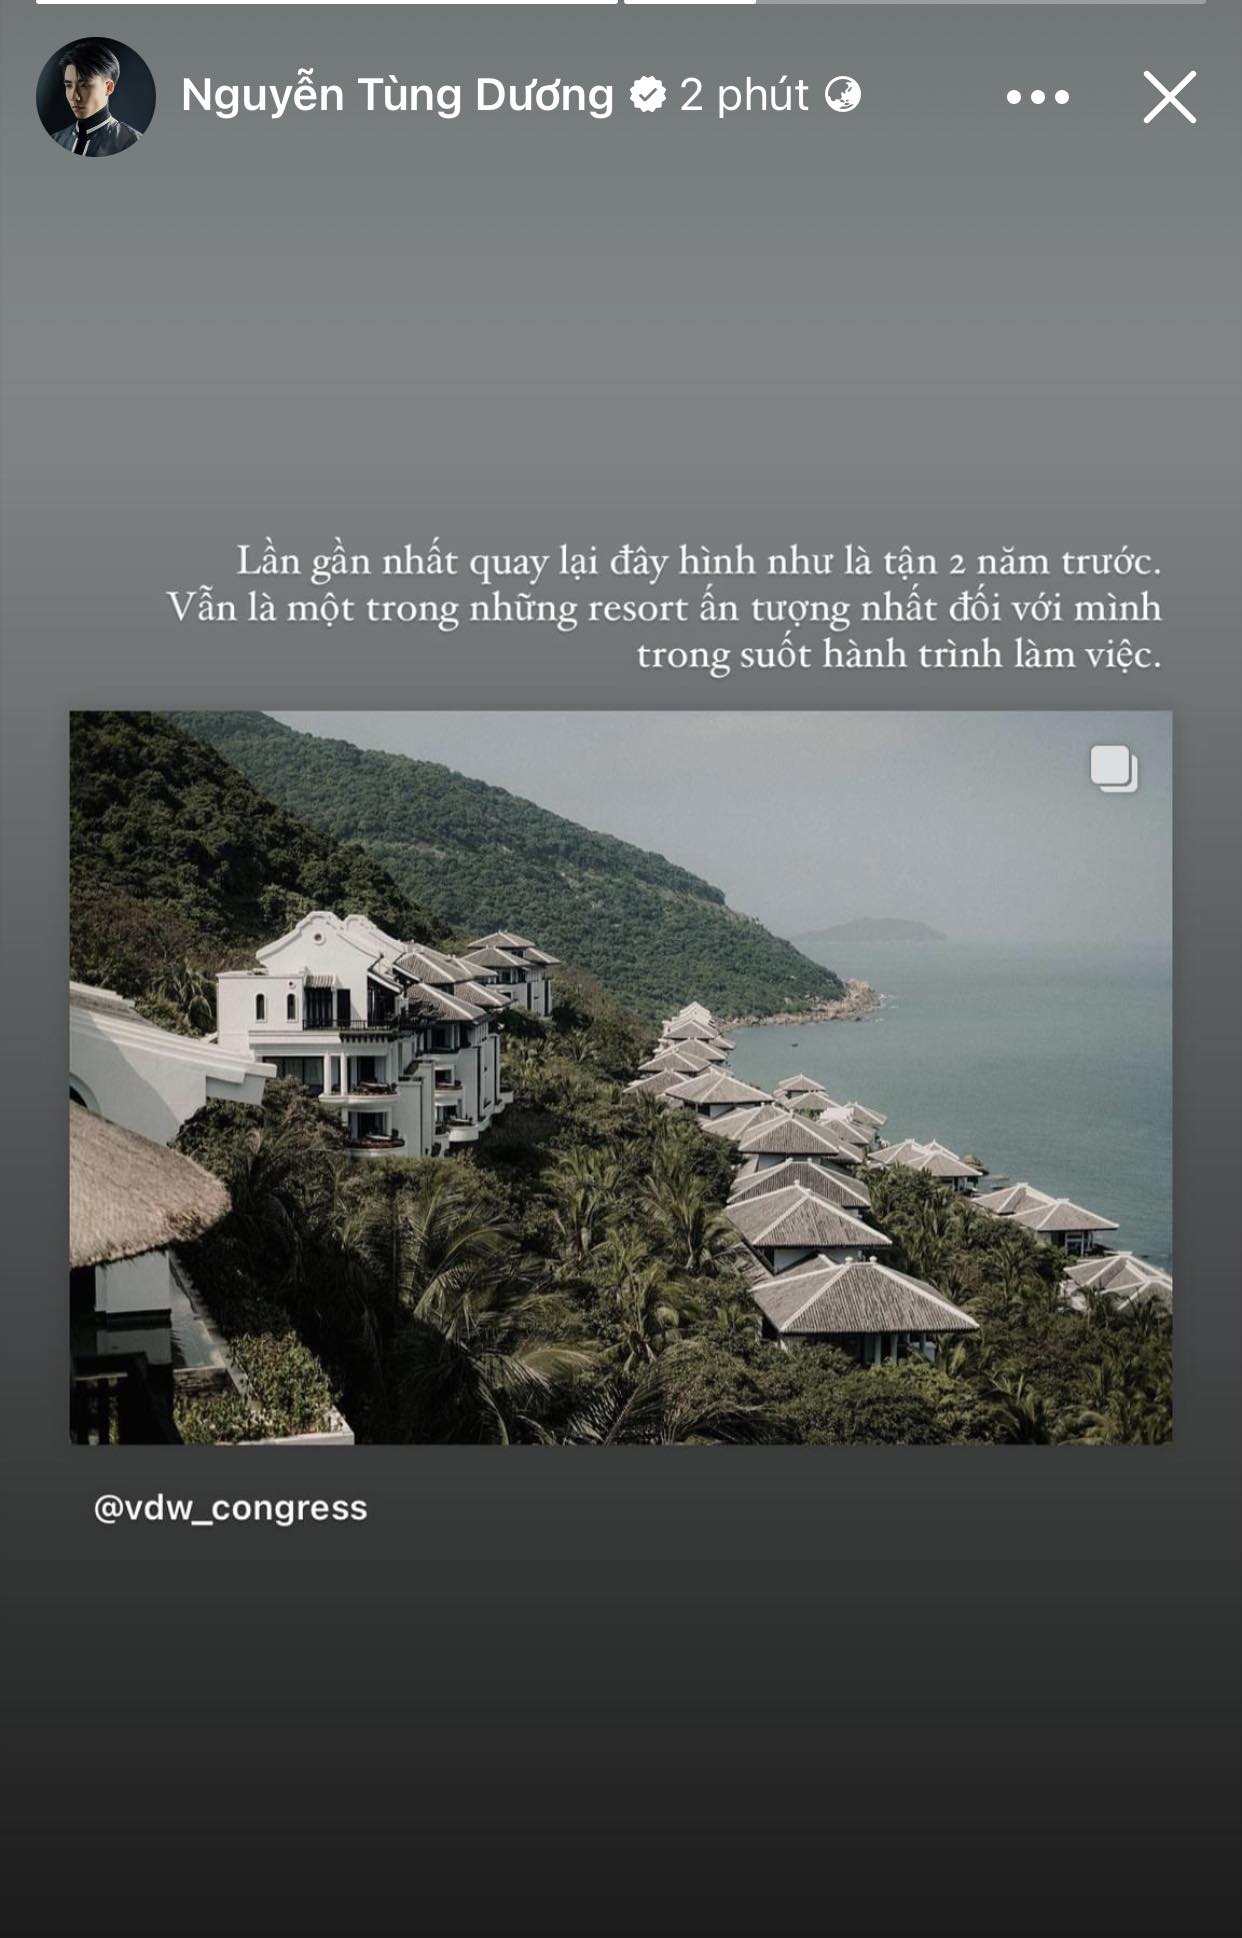 Nguyễn Tùng Dương 2 phút
Lần gần nhất quay lại đây hình như là tận 2 năm trước.
Vẫn là một trong những resort ấn tượng nhất đối với mình
trong suốt hành trình làm việc.
@vdw_congress